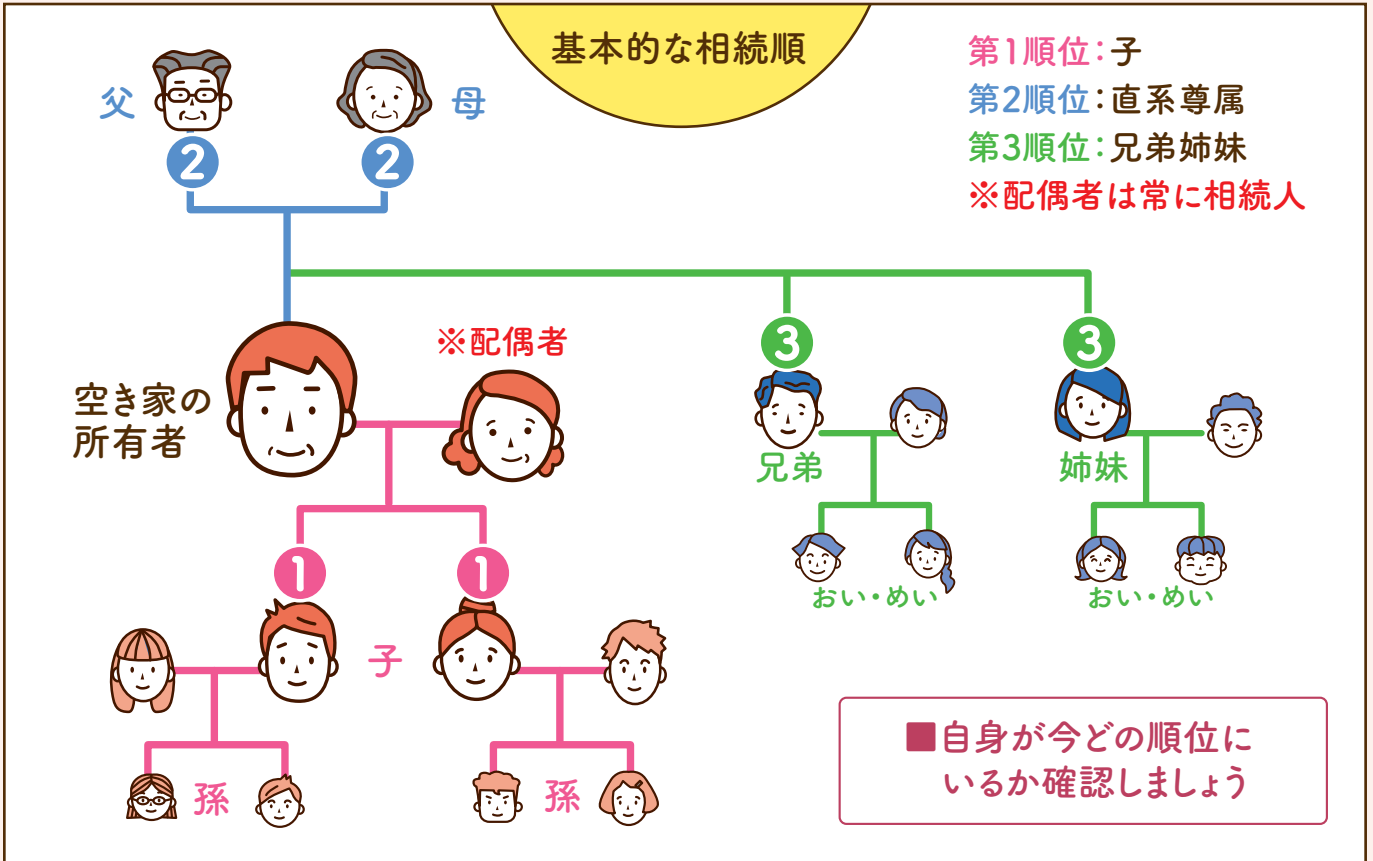 基本的な相続順
第1順位：子
第2順位：直系尊属
第3順位：兄弟姉妹
※配偶者は常に相続人
父
母
2
2
※配偶者
空き家の
所有者
3
3
兄弟
姉妹
おい・めい
おい・めい
1
1
子
孫
孫
■自身が今どの順位に
いるか確認しましょう